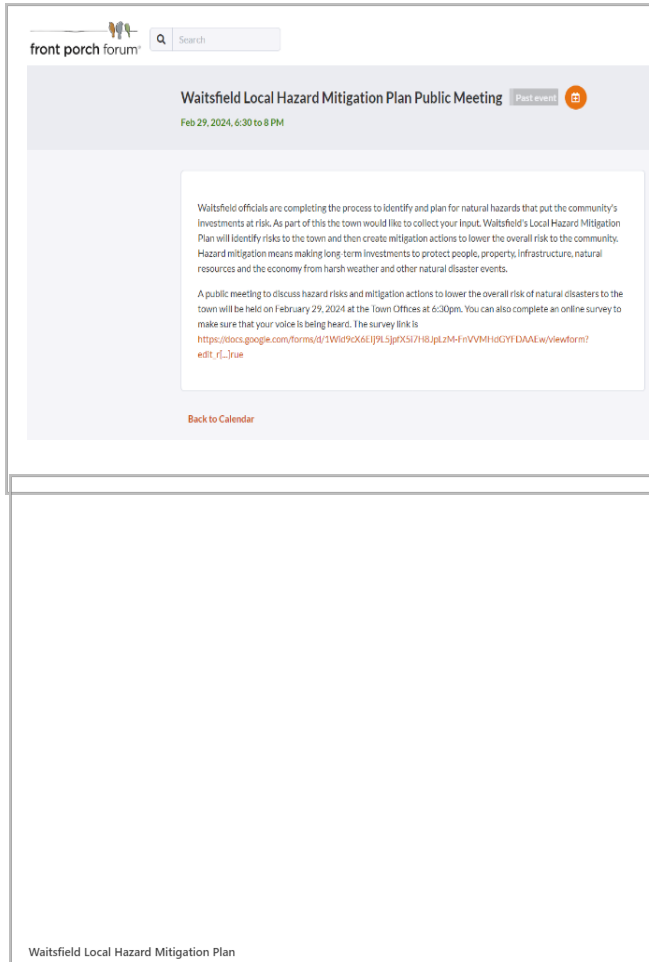 front porch forum
Search
Waitsfield Local Hazard Mitigation Plan Public Meeting Past event
Feb 29, 2024, 6:30 to 8 PM
Waitsfield officials are completing the process to identify and plan for natural hazards that put the community's
investments at risk. As part of this the town would like to collect your input. Waitsfield's Local Hazard Mitigation
Plan will identify risks to the town and then create mitigation actions to lower the overall risk to the community.
Hazard mitigation means making long-term investments to protect people, property, infrastructure, natural
resources and the economy from harsh weather and other natural disaster events.
A public meeting to discuss hazard risks and mitigation actions to lower the overall risk of natural disasters to the
town will be held on February 29, 2024 at the Town Offices at 6:30pm. You can also complete an online survey to
make sure that your voice is being heard. The survey link is
edit_r[...]rue
Back to Calendar
Waitsfield Local Hazard Mitigation Plan